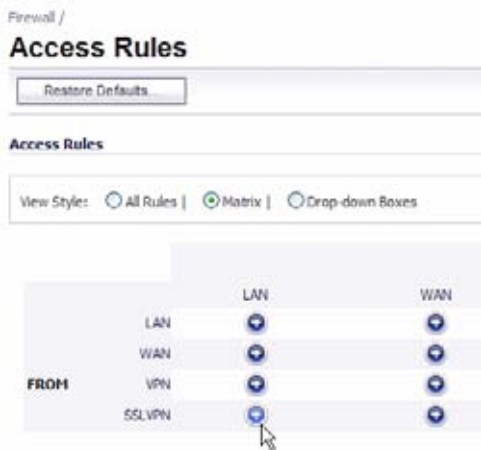 Firewall /
Access Rules
Restore Defaults...
Access Rules
View Style: All Rules | Matrix | Drop-down Boxes
LAN WAN
LAN
WAN
FROM VPN
SSLVPN